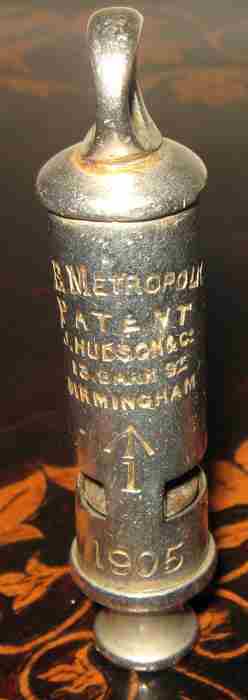 E METROPOLI
PATENT
J. HUDSON & Co
13. BARR ST
BIRMINGHAM
1
1905